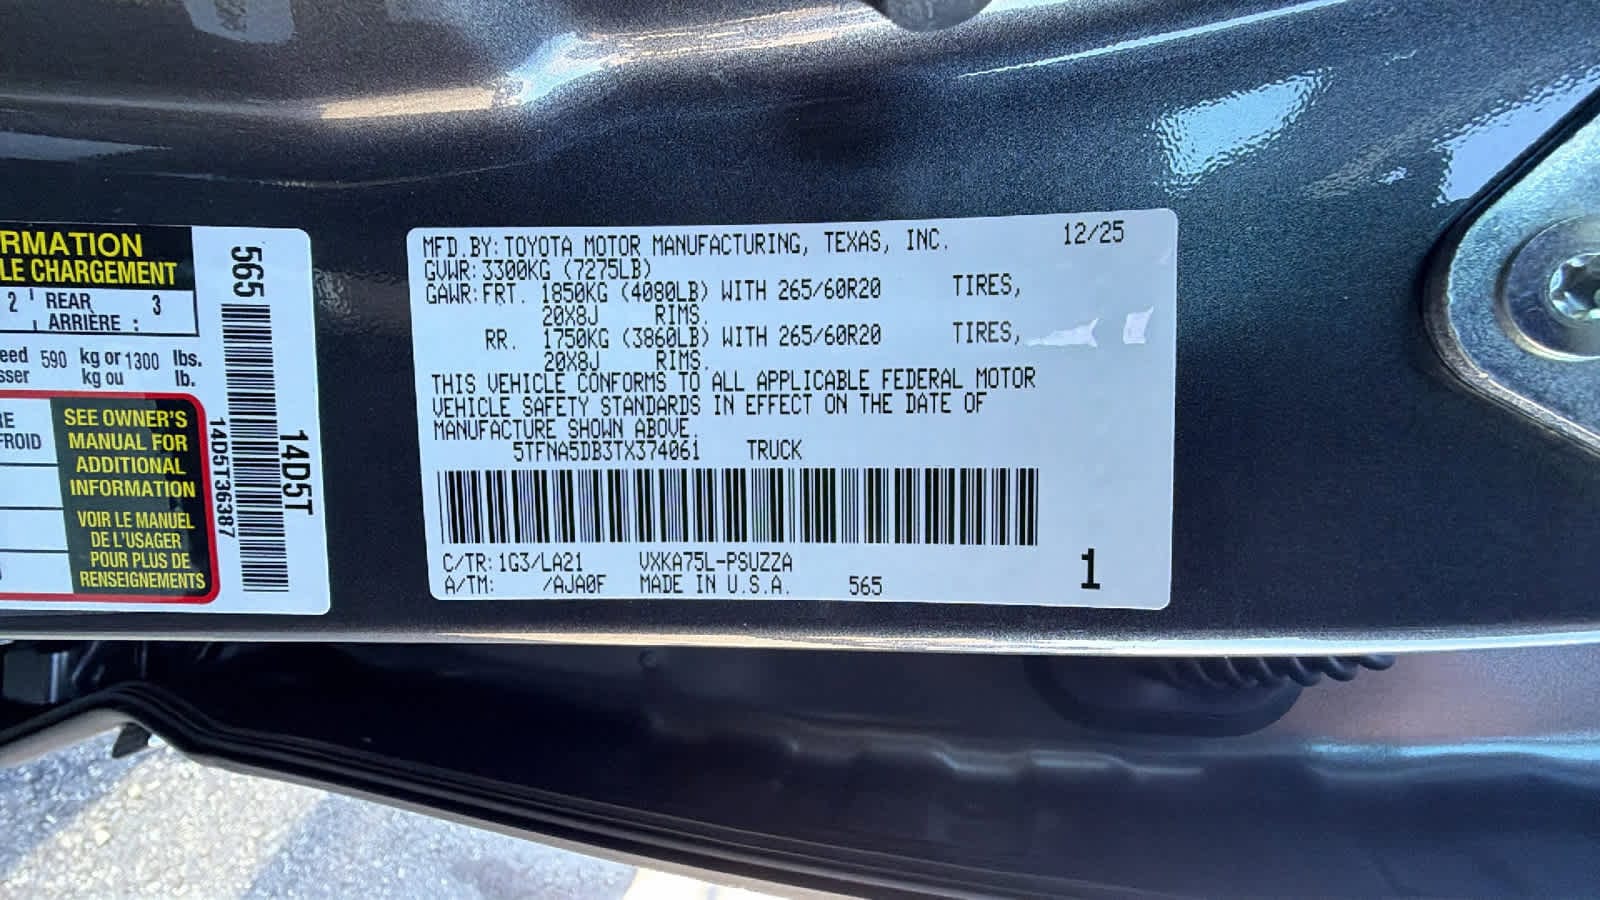 RMATION
LE CHARGEMENT
2 REAR 3
ARRIÈRE :
eed 590 kg or 1300 lbs.
sser kg ou lb.
RE
FROID
SEE OWNER'S
MANUAL FOR
ADDITIONAL
INFORMATION
VOIR LE MANUEL
DE L'USAGER
POUR PLUS DE
RENSEIGNEMENTS
565
14D5T
14D5T36387
MFD.BY:TOYOTA MOTOR MANUFACTURING, TEXAS, INC. 12/25
GVWR:3300KG (7275LB)
GAWR:FRT. 1850KG (4080LB) WITH 265/60R20 TIRES,
20X8J RIMS.
RR. 1750KG (3860LB) WITH 265/60R20 TIRES,
20X8J RIMS.
THIS VEHICLE CONFORMS TO ALL APPLICABLE FEDERAL MOTOR
VEHICLE SAFETY STANDARDS IN EFFECT ON THE DATE OF
MANUFACTURE SHOWN ABOVE.
5TFNA5DB3TX374061 TRUCK
C/TR:1G3/LA21 VXKA75L-PSUZZA
A/TM: /AJA0F MADE IN U.S.A. 565
1